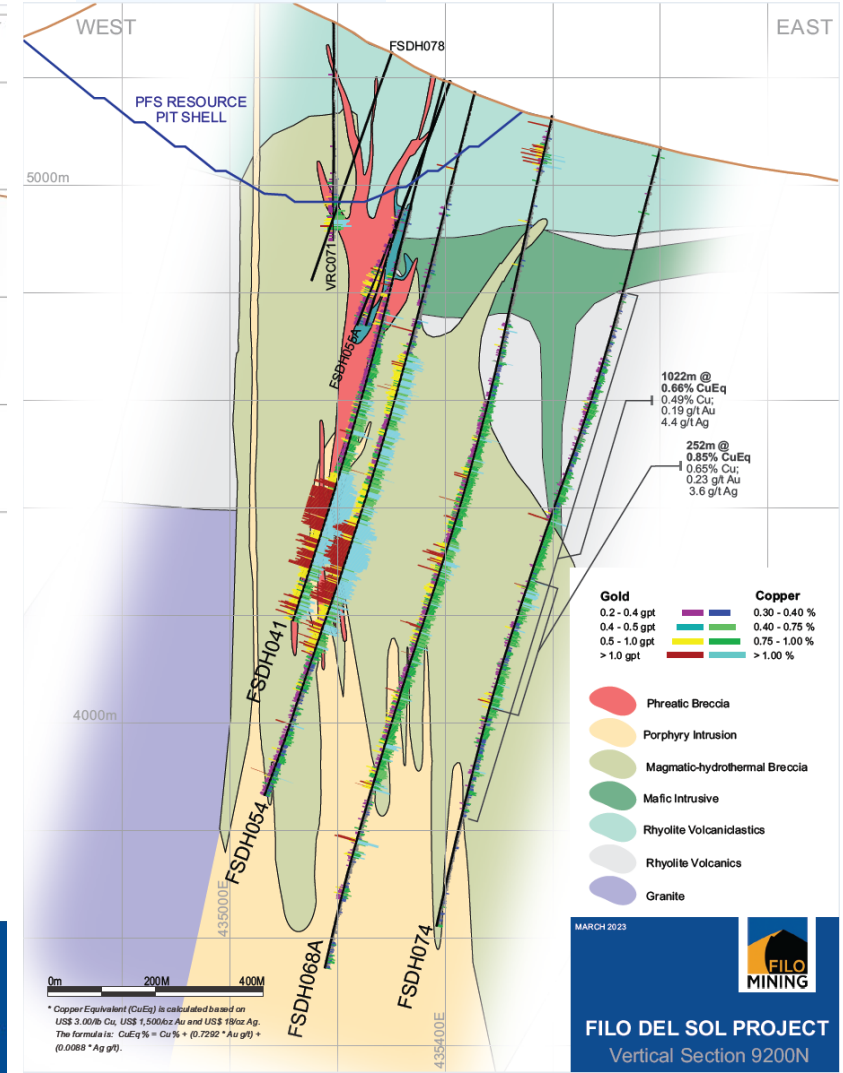 WEST
EAST
FSDH078
PFS RESOURCE
PIT SHELL
5000m
VRC071
FSDH055A
1022m @
0.66% CuEq
0.49% Cu;
0.19 g/t Au
4.4 g/t Ag
252m @
0.85% CuEq
0.65% Cu;
0.23 g/t Au
3.6 g/t Ag
Gold Copper
0.2 - 0.4 gpt 0.30 - 0.40 %
0.4 - 0.5 gpt 0.40 - 0.75 %
0.5 - 1.0 gpt 0.75 - 1.00 %
> 1.0 gpt > 1.00 %
FSDH041
4000m
Phreatic Breccia
Porphyry Intrusion
Magmatic-hydrothermal Breccia
Mafic Intrusive
Rhyolite Volcaniclastics
Rhyolite Volcanics
Granite
FSDH054
435000E
FSDH068A
FSDH074
435400E
0m 200M 400M
* Copper Equivalent (CuEq) is calculated based on
US$ 3.00/lb Cu, US$ 1,500/oz Au and US$ 18/oz Ag.
The formula is: CuEq % = Cu % + (0.7292 * Au g/t) +
(0.0088 * Ag g/t).
MARCH 2023
FILO
MINING
FILO DEL SOL PROJECT
Vertical Section 9200N